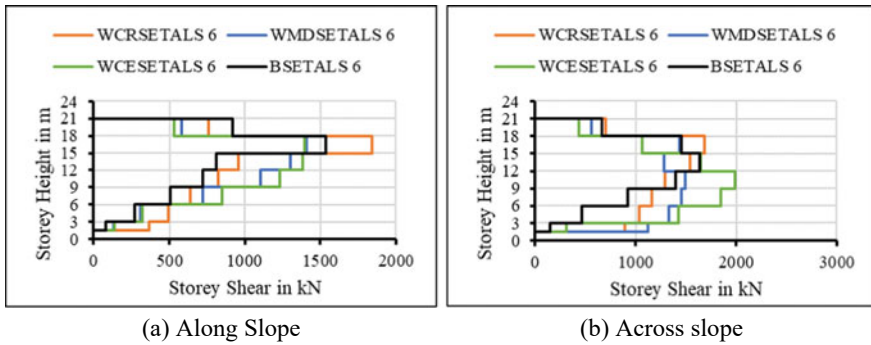 WCRSETALS 6 WMDSETALS 6
WCESETALS 6 BSETALS 6
Storey Height in m
24
21
18
15
12
9
6
3
0
0 500 1000 1500 2000
Storey Shear in kN
(a) Along Slope
WCRSETALS 6 WMDSETALS 6
WCESETALS 6 BSETALS 6
Storey Height in m
24
21
18
15
12
9
6
3
0
0 1000 2000 3000
Storey Shear in kN
(b) Across slope